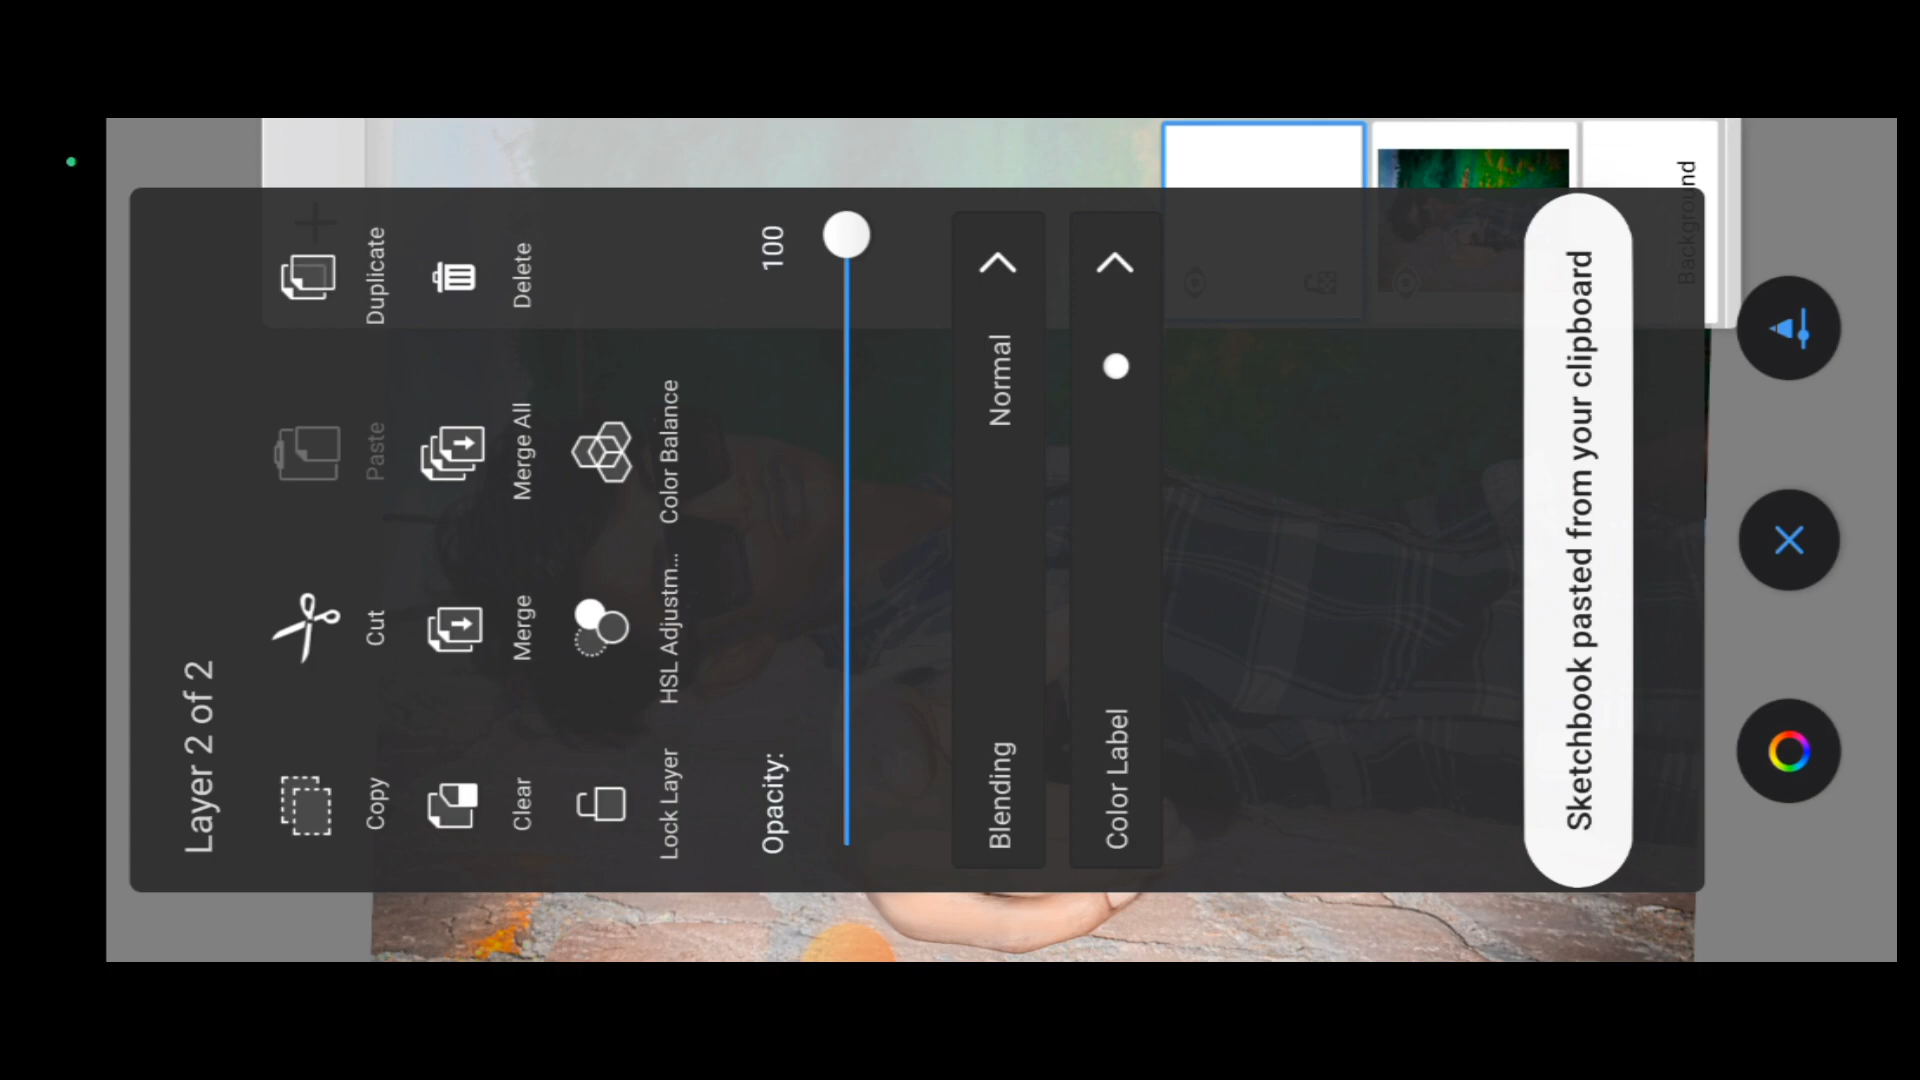 Layer 2 of 2
Copy
Cut
Paste
Duplicate
Clear
Merge
Merge All
Delete
Lock Layer
HSL Adjustm...
Color Balance
Opacity:
100
Blending
Normal
Color Label
Sketchbook pasted from your clipboard
Background